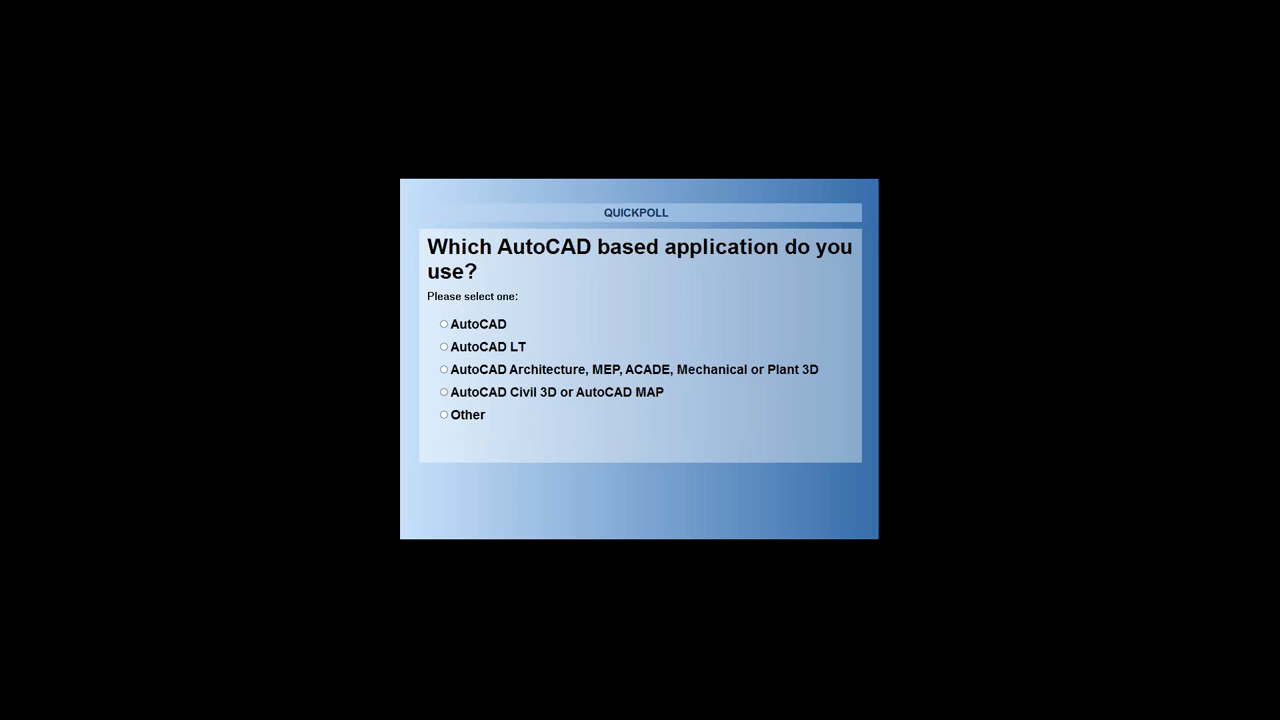 QUICKPOLL
Which AutoCAD based application do you
use?
Please select one:
AutoCAD
AutoCAD LT
AutoCAD Architecture, MEP, ACADE, Mechanical or Plant 3D
AutoCAD Civil 3D or AutoCAD MAP
Other